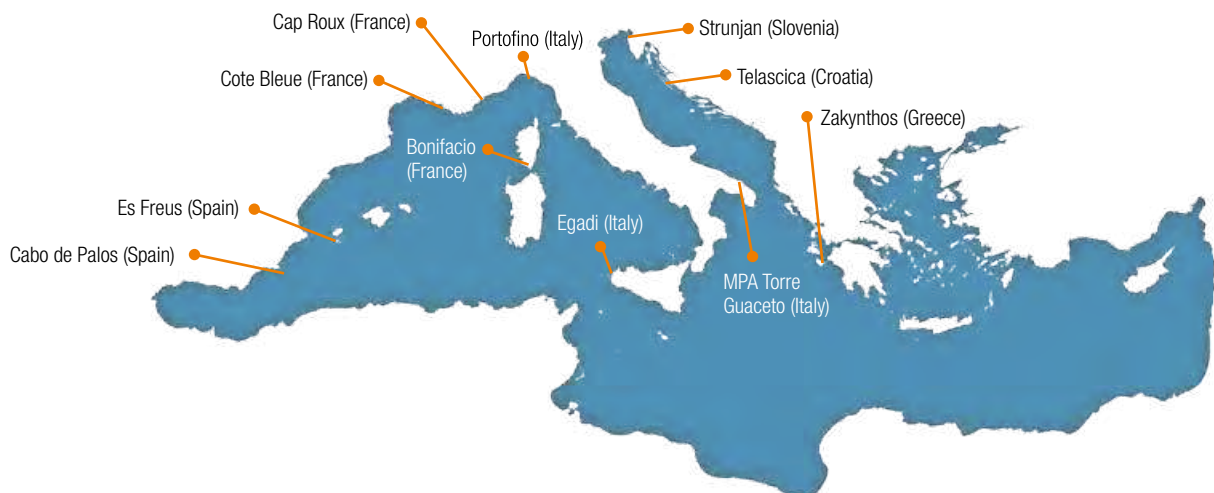 Cap Roux (France)
Portofino (Italy)
Strunjan (Slovenia)
Cote Bleue (France)
Telascica (Croatia)
Zakynthos (Greece)
Bonifacio
(France)
Es Freus (Spain)
Egadi (Italy)
Cabo de Palos (Spain)
MPA Torre
Guaceto (Italy)